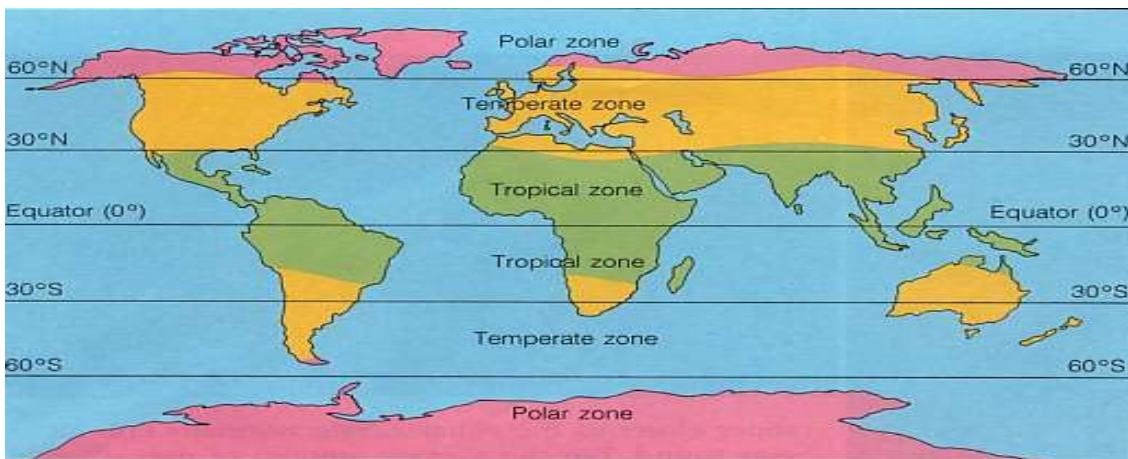 Polar zone
60°N 60°N
Temperate zone
30°N 30°N
Tropical zone
Equator (0°) Equator (0°)
Tropical zone
30°S 30°S
Temperate zone
60°S 60°S
Polar zone